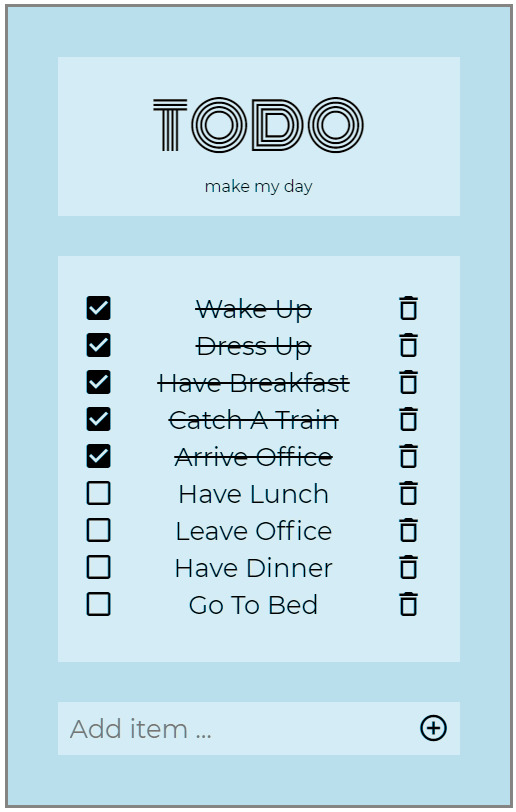 TODO
make my day
Wake Up
Dress Up
Have Breakfast
Catch A Train
Arrive Office
Have Lunch
Leave Office
Have Dinner
Go To Bed
Add item ...